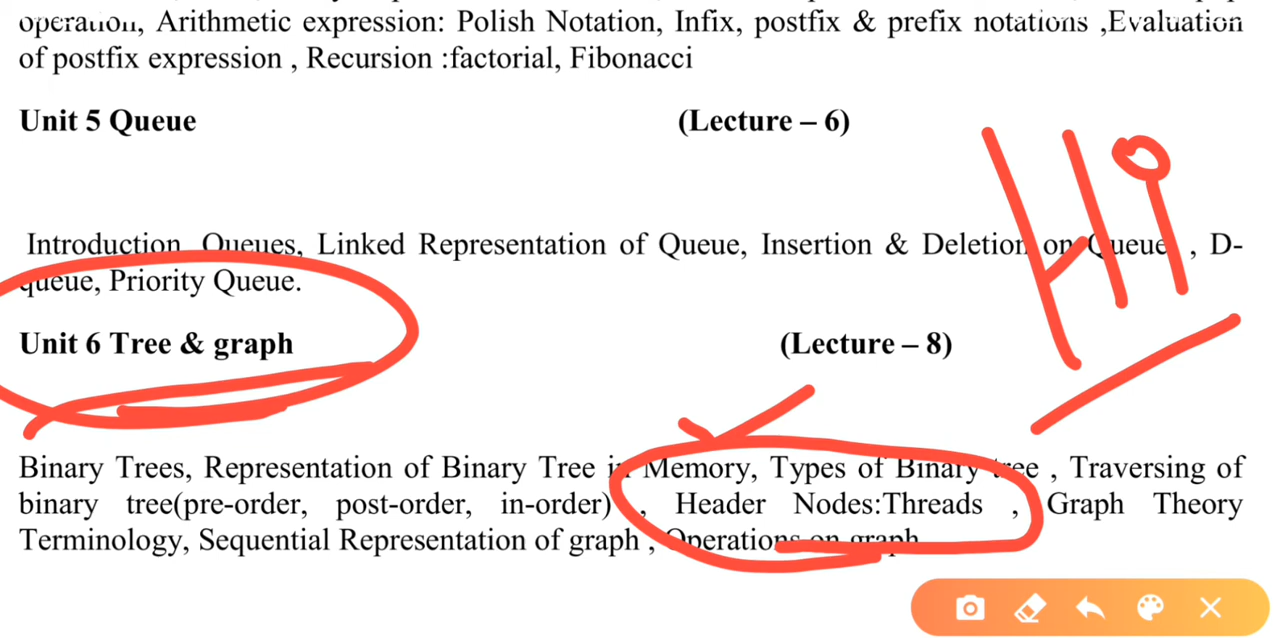 operation, Arithmetic expression: Polish Notation, Infix, postfix & prefix notations ,Evaluation
of postfix expression , Recursion :factorial, Fibonacci
Unit 5 Queue (Lecture – 6)
Hi
Introduction Queues, Linked Representation of Queue, Insertion & Deletion on Queue , D-
queue, Priority Queue.
Unit 6 Tree & graph (Lecture – 8)
Binary Trees, Representation of Binary Tree in Memory, Types of Binary tree , Traversing of
binary tree(pre-order, post-order, in-order) , Header Nodes:Threads , Graph Theory
Terminology, Sequential Representation of graph , Operations on graph